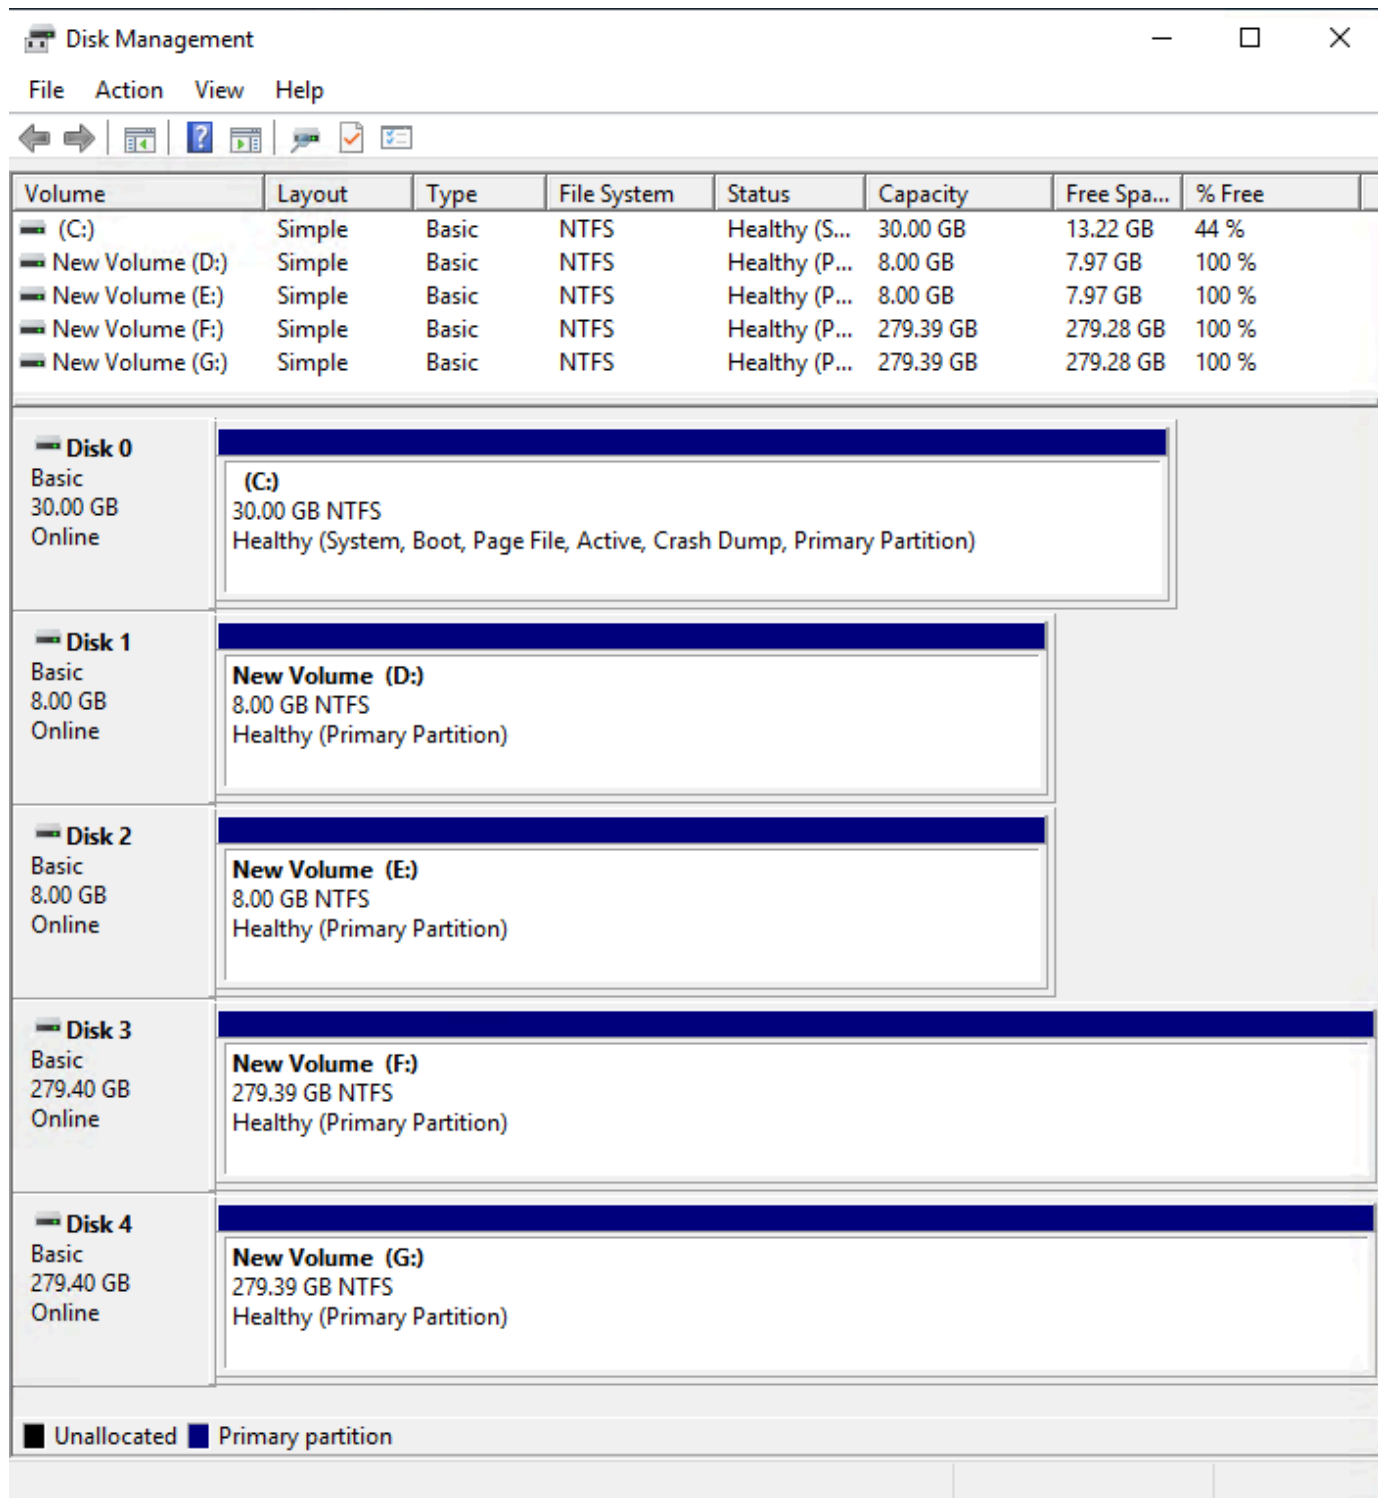 Disk Management
File Action View Help
Volume Layout Type File System Status Capacity Free Spa... % Free
(C:) Simple Basic NTFS Healthy (S... 30.00 GB 13.22 GB 44 %
New Volume (D:) Simple Basic NTFS Healthy (P... 8.00 GB 7.97 GB 100 %
New Volume (E:) Simple Basic NTFS Healthy (P... 8.00 GB 7.97 GB 100 %
New Volume (F:) Simple Basic NTFS Healthy (P... 279.39 GB 279.28 GB 100 %
New Volume (G:) Simple Basic NTFS Healthy (P... 279.39 GB 279.28 GB 100 %
Disk 0
Basic
30.00 GB
Online
(C:)
30.00 GB NTFS
Healthy (System, Boot, Page File, Active, Crash Dump, Primary Partition)
Disk 1
Basic
8.00 GB
Online
New Volume (D:)
8.00 GB NTFS
Healthy (Primary Partition)
Disk 2
Basic
8.00 GB
Online
New Volume (E:)
8.00 GB NTFS
Healthy (Primary Partition)
Disk 3
Basic
279.40 GB
Online
New Volume (F:)
279.39 GB NTFS
Healthy (Primary Partition)
Disk 4
Basic
279.40 GB
Online
New Volume (G:)
279.39 GB NTFS
Healthy (Primary Partition)
Unallocated Primary partition